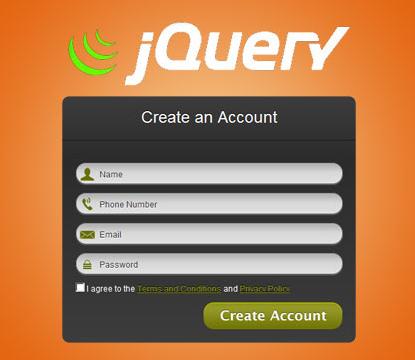 jQuery
Create an Account
Name
Phone Number
Email
Password
I agree to the Terms and Conditions and Privacy Policy
Create Account